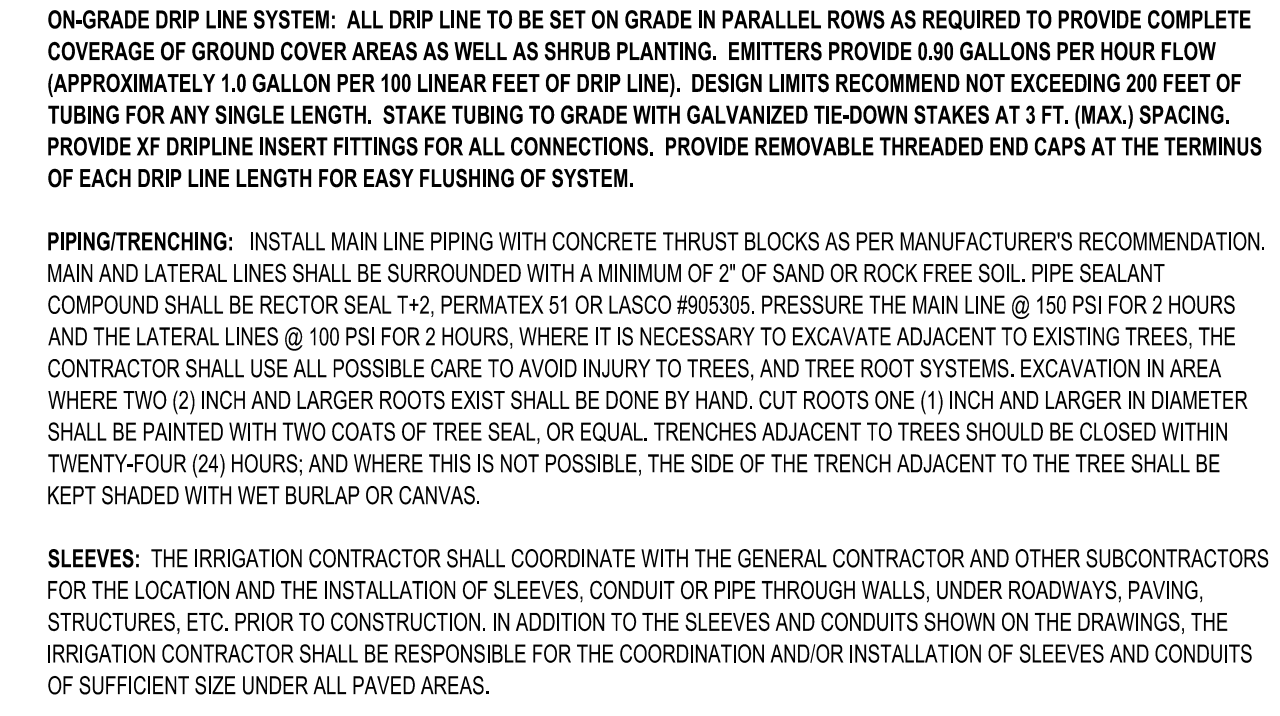 ON-GRADE DRIP LINE SYSTEM: ALL DRIP LINE TO BE SET ON GRADE IN PARALLEL ROWS AS REQUIRED TO PROVIDE COMPLETE
COVERAGE OF GROUND COVER AREAS AS WELL AS SHRUB PLANTING. EMITTERS PROVIDE 0.90 GALLONS PER HOUR FLOW
(APPROXIMATELY 1.0 GALLON PER 100 LINEAR FEET OF DRIP LINE). DESIGN LIMITS RECOMMEND NOT EXCEEDING 200 FEET OF
TUBING FOR ANY SINGLE LENGTH. STAKE TUBING TO GRADE WITH GALVANIZED TIE-DOWN STAKES AT 3 FT. (MAX.) SPACING.
PROVIDE XF DRIPLINE INSERT FITTINGS FOR ALL CONNECTIONS. PROVIDE REMOVABLE THREADED END CAPS AT THE TERMINUS
OF EACH DRIP LINE LENGTH FOR EASY FLUSHING OF SYSTEM.
PIPING/TRENCHING: INSTALL MAIN LINE PIPING WITH CONCRETE THRUST BLOCKS AS PER MANUFACTURER'S RECOMMENDATION.
MAIN AND LATERAL LINES SHALL BE SURROUNDED WITH A MINIMUM OF 2" OF SAND OR ROCK FREE SOIL. PIPE SEALANT
COMPOUND SHALL BE RECTOR SEAL T+2, PERMATEX 51 OR LASCO #905305. PRESSURE THE MAIN LINE @ 150 PSI FOR 2 HOURS
AND THE LATERAL LINES @ 100 PSI FOR 2 HOURS, WHERE IT IS NECESSARY TO EXCAVATE ADJACENT TO EXISTING TREES, THE
CONTRACTOR SHALL USE ALL POSSIBLE CARE TO AVOID INJURY TO TREES, AND TREE ROOT SYSTEMS. EXCAVATION IN AREA
WHERE TWO (2) INCH AND LARGER ROOTS EXIST SHALL BE DONE BY HAND. CUT ROOTS ONE (1) INCH AND LARGER IN DIAMETER
SHALL BE PAINTED WITH TWO COATS OF TREE SEAL, OR EQUAL. TRENCHES ADJACENT TO TREES SHOULD BE CLOSED WITHIN
TWENTY-FOUR (24) HOURS; AND WHERE THIS IS NOT POSSIBLE, THE SIDE OF THE TRENCH ADJACENT TO THE TREE SHALL BE
KEPT SHADED WITH WET BURLAP OR CANVAS.
SLEEVES: THE IRRIGATION CONTRACTOR SHALL COORDINATE WITH THE GENERAL CONTRACTOR AND OTHER SUBCONTRACTORS
FOR THE LOCATION AND THE INSTALLATION OF SLEEVES, CONDUIT OR PIPE THROUGH WALLS, UNDER ROADWAYS, PAVING,
STRUCTURES, ETC. PRIOR TO CONSTRUCTION. IN ADDITION TO THE SLEEVES AND CONDUITS SHOWN ON THE DRAWINGS, THE
IRRIGATION CONTRACTOR SHALL BE RESPONSIBLE FOR THE COORDINATION AND/OR INSTALLATION OF SLEEVES AND CONDUITS
OF SUFFICIENT SIZE UNDER ALL PAVED AREAS.